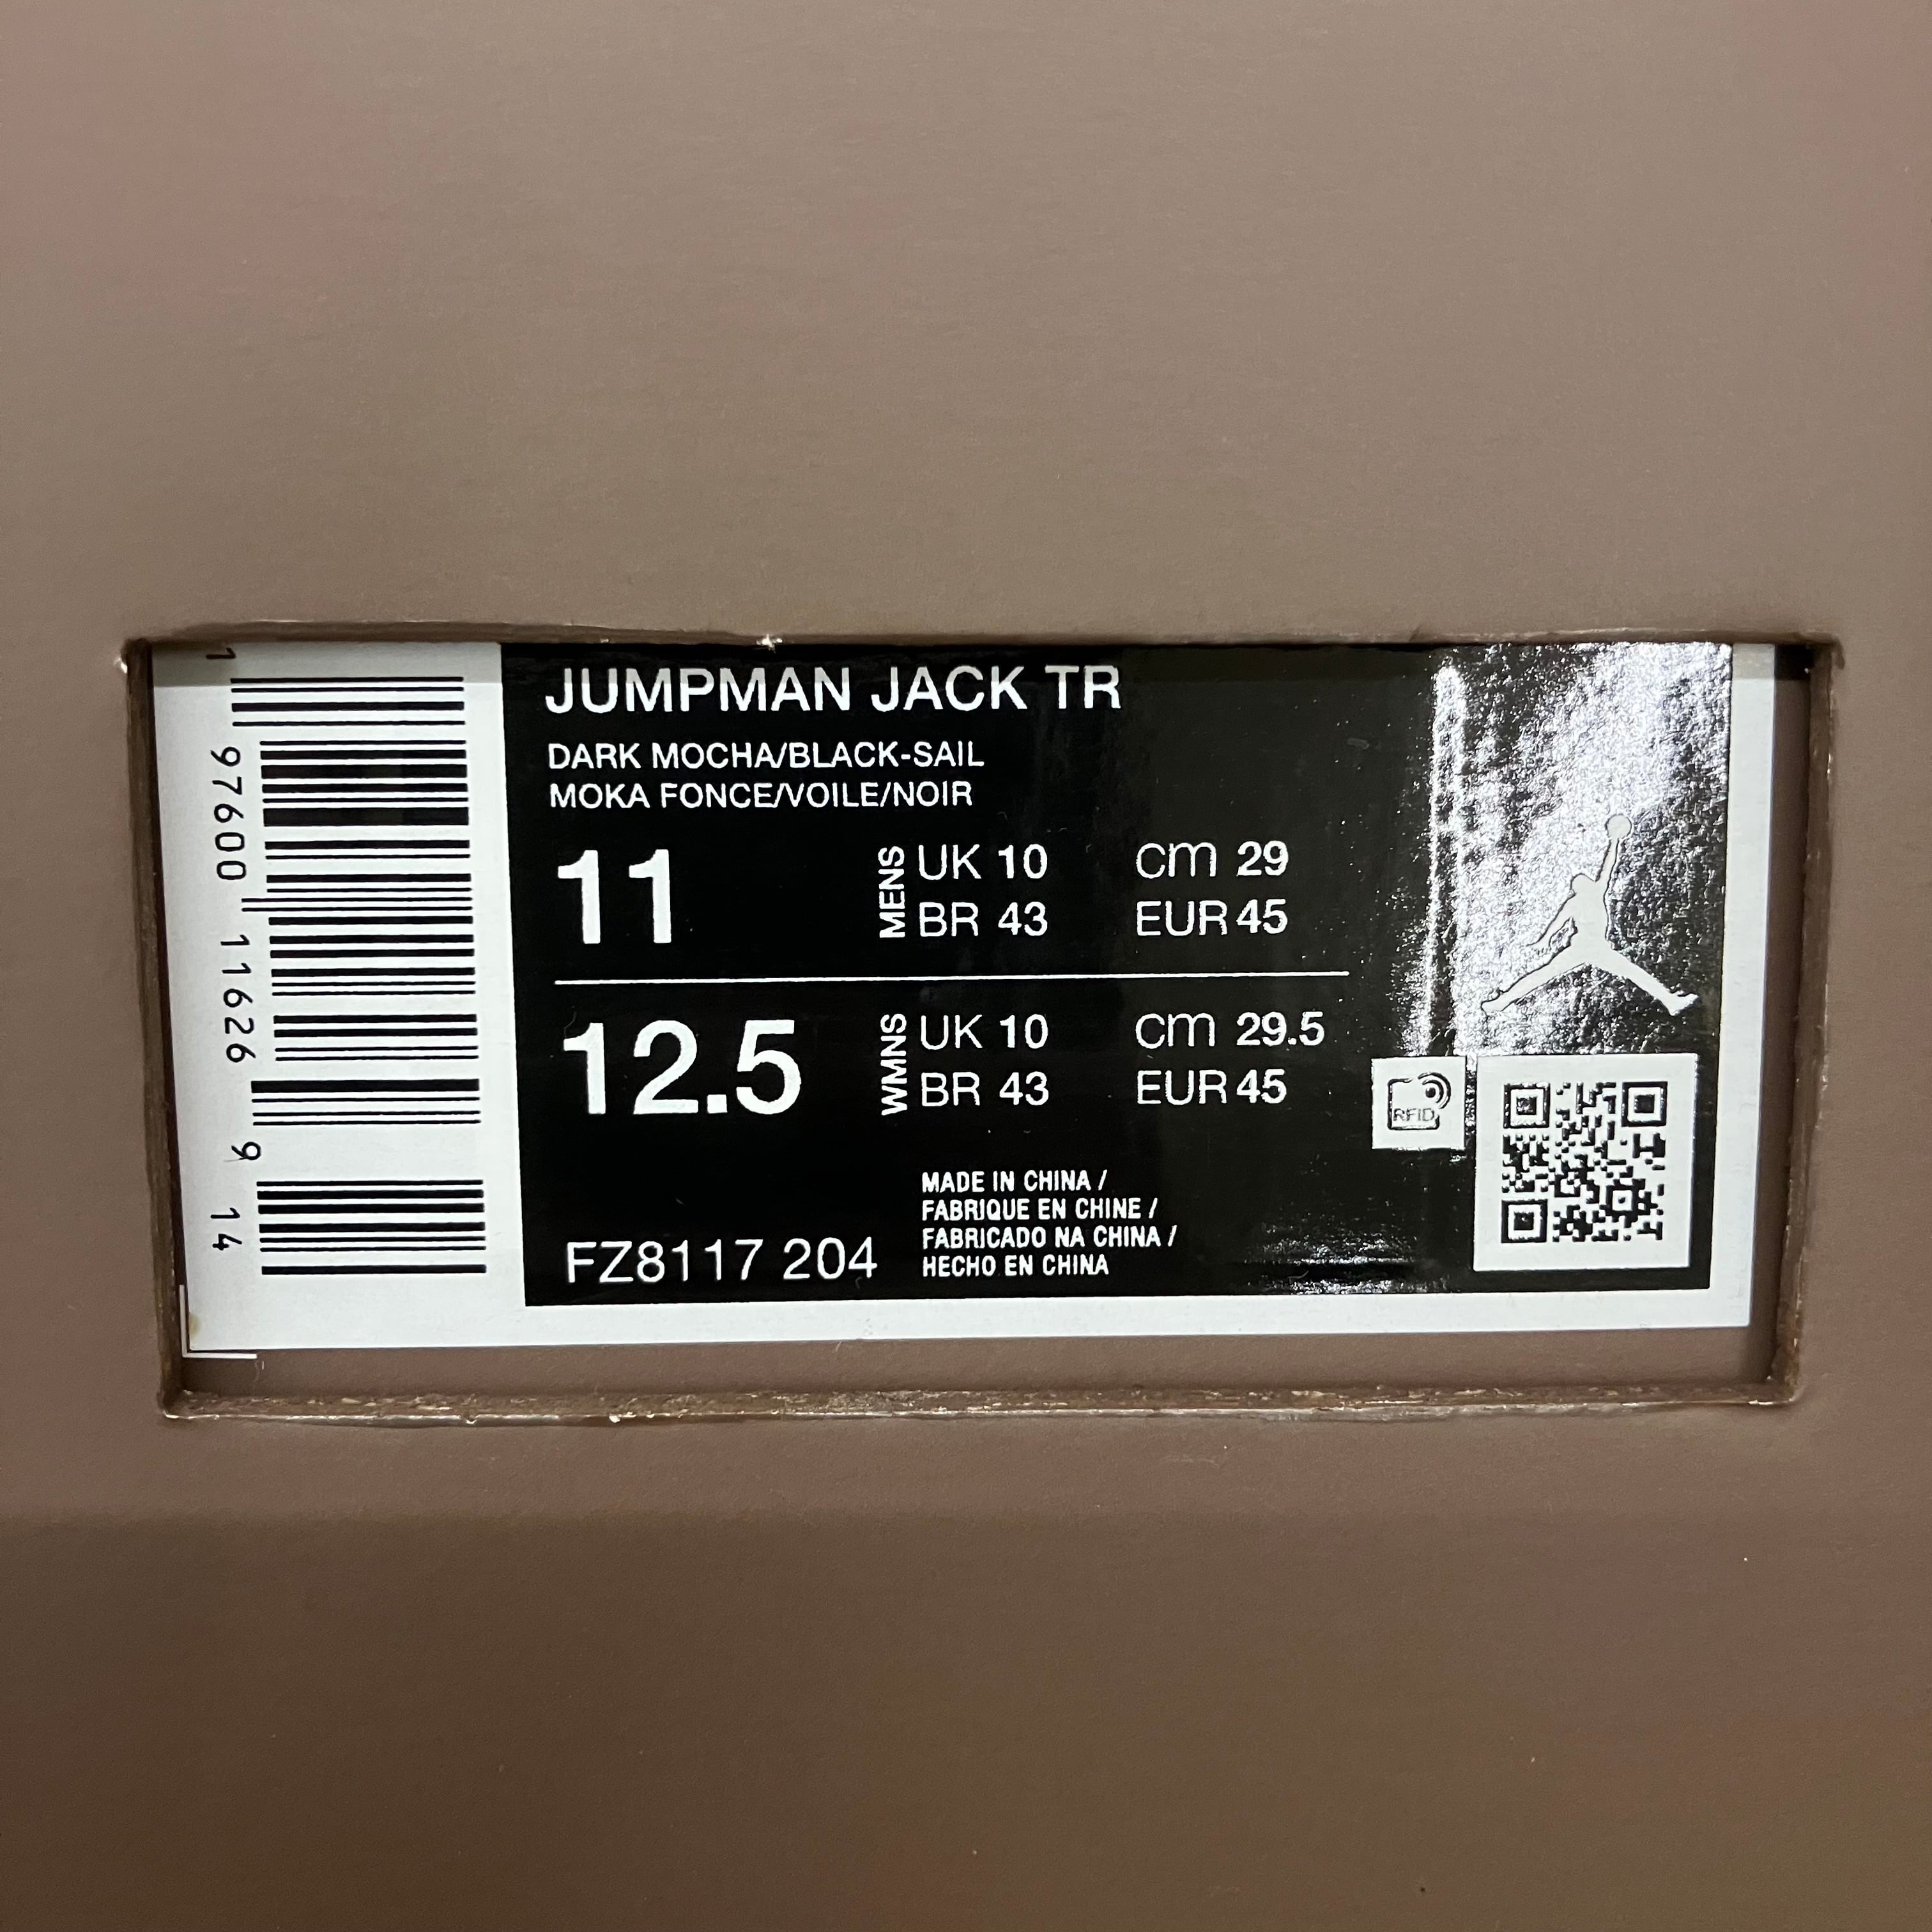 1 97600 11626 9 14
JUMPMAN JACK TR
DARK MOCHA/BLACK-SAIL
MOKA FONCE/VOILE/NOIR
11
MENS
UK 10 cm 29
BR 43 EUR 45
12.5
WMNS
UK 10 cm 29.5
BR 43 EUR 45
RFID
MADE IN CHINA /
FABRIQUE EN CHINE /
FABRICADO NA CHINA /
HECHO EN CHINA
FZ8117 204